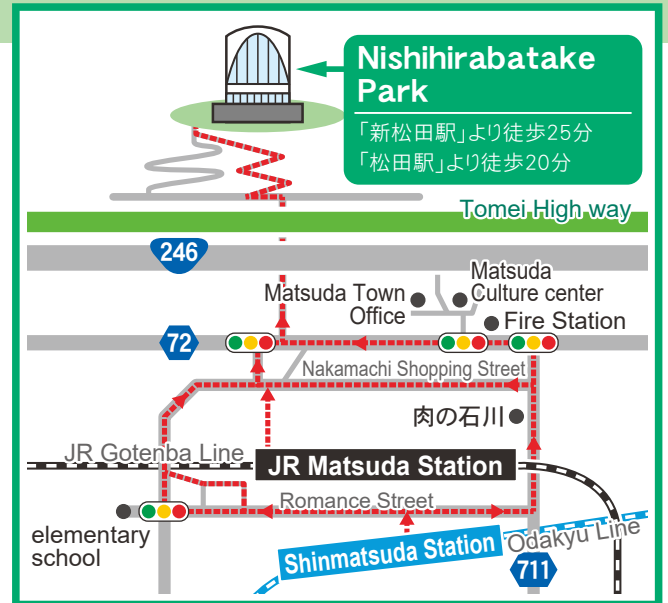 Nishihirabatake
Park
「新松田駅」より徒歩25分
「松田駅」より徒歩20分
Tomei High way
246
Matsuda
Culture center
Matsuda Town
Office
Fire Station
72
Nakamachi Shopping Street
肉の石川
JR Gotenba Line
JR Matsuda Station
Romance Street
elementary
school
Shinmatsuda Station
Odakyu Line
711